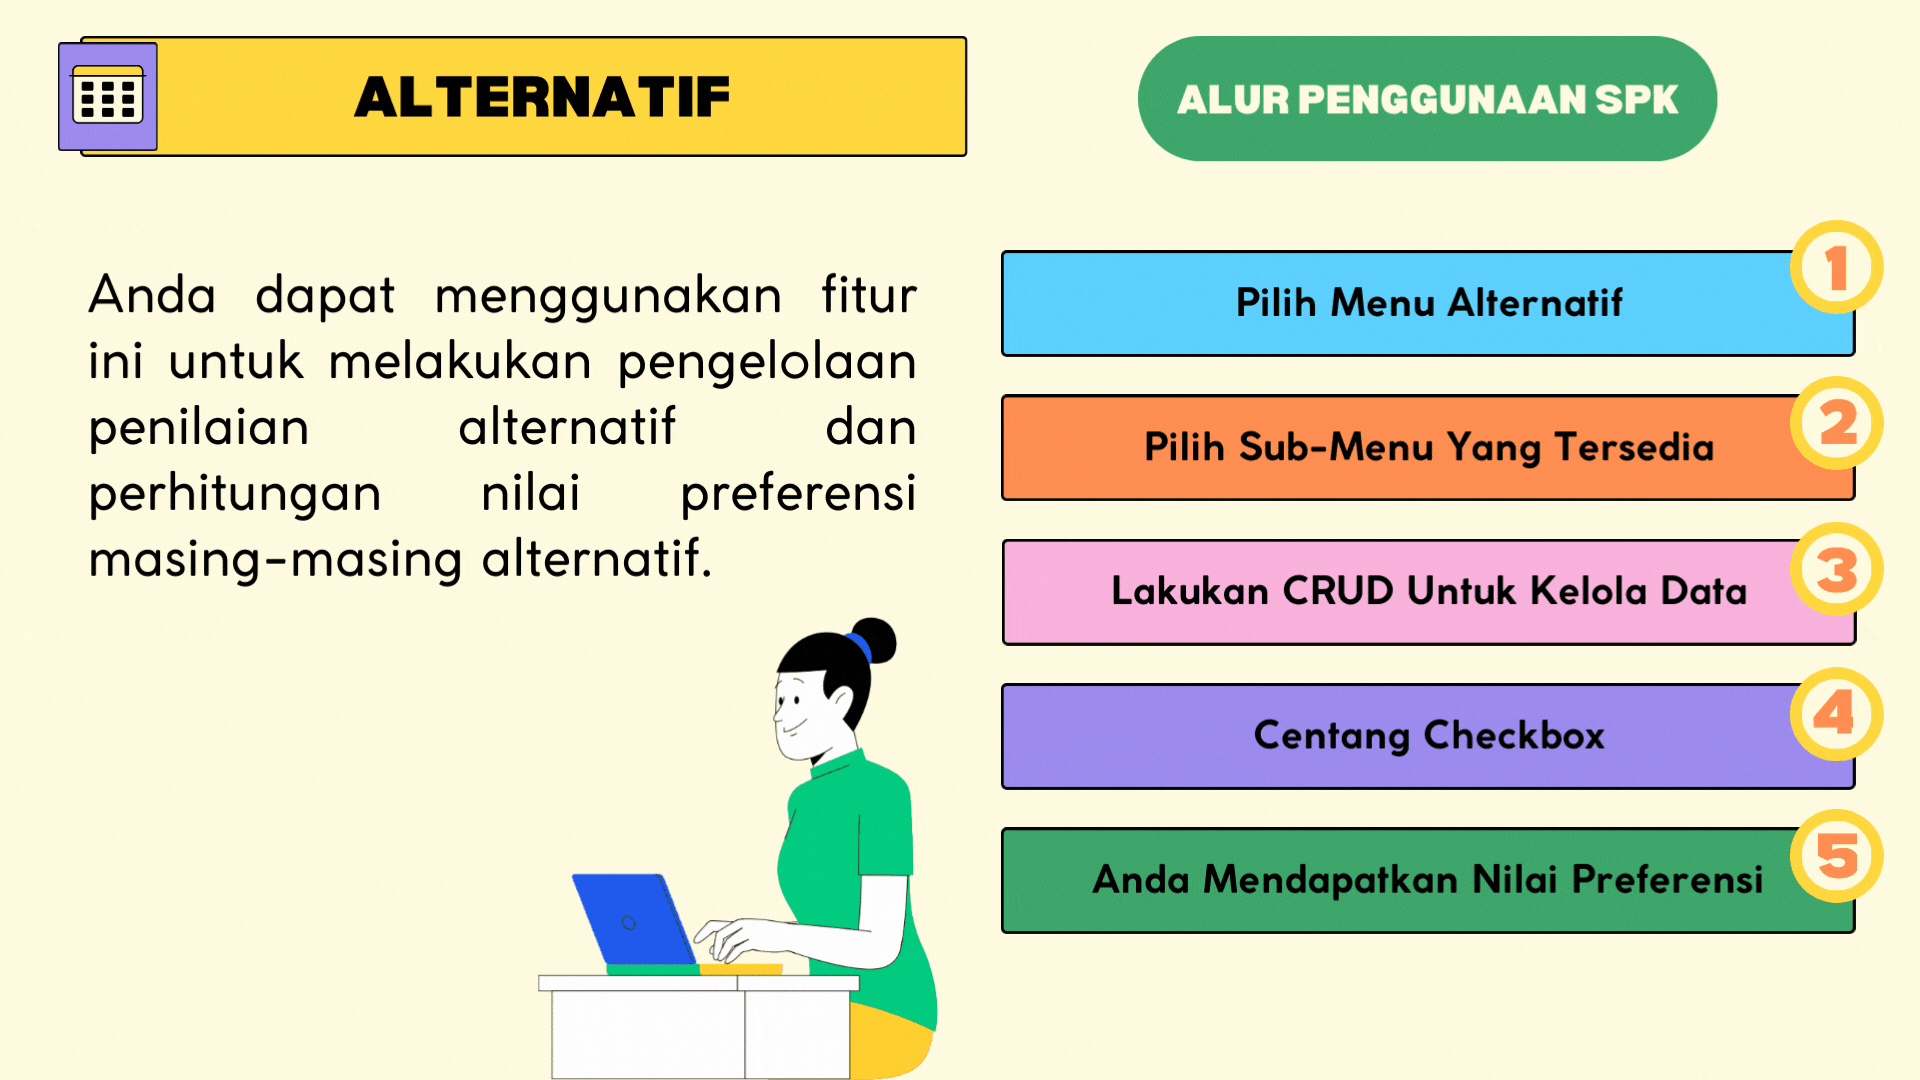 ALTERNATIF
Anda dapat menggunakan fitur
ini untuk melakukan pengelolaan
penilaian alternatif dan
perhitungan nilai preferensi
masing-masing alternatif.
ALUR PENGGUNAAN SPK
1
Pilih Menu Alternatif
2
Pilih Sub-Menu Yang Tersedia
3
Lakukan CRUD Untuk Kelola Data
4
Centang Checkbox
5
Anda Mendapatkan Nilai Preferensi